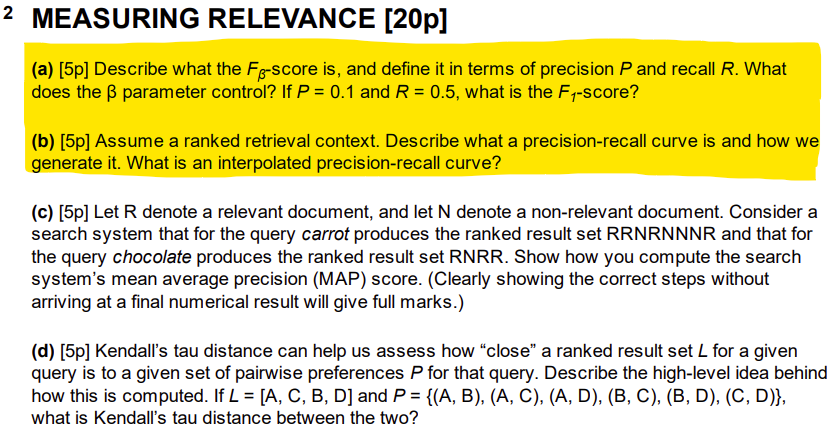 2 MEASURING RELEVANCE [20p]
(a) [5p] Describe what the Fβ-score is, and define it in terms of precision P and recall R. What
does the β parameter control? If P = 0.1 and R = 0.5, what is the F1-score?
(b) [5p] Assume a ranked retrieval context. Describe what a precision-recall curve is and how we
generate it. What is an interpolated precision-recall curve?
(c) [5p] Let R denote a relevant document, and let N denote a non-relevant document. Consider a
search system that for the query carrot produces the ranked result set RRNRNNNR and that for
the query chocolate produces the ranked result set RNRR. Show how you compute the search
system's mean average precision (MAP) score. (Clearly showing the correct steps without
arriving at a final numerical result will give full marks.)
(d) [5p] Kendall's tau distance can help us assess how “close” a ranked result set L for a given
query is to a given set of pairwise preferences P for that query. Describe the high-level idea behind
how this is computed. If L = [A, C, B, D] and P = {(A, B), (A, C), (A, D), (B, C), (B, D), (C, D)},
what is Kendall's tau distance between the two?